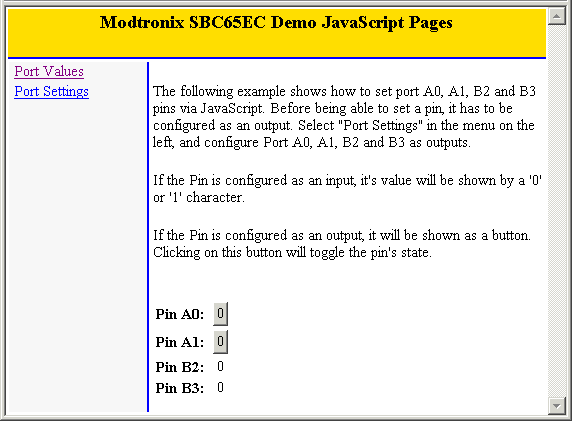 Modtronix SBC65EC Demo JavaScript Pages
Port Values
Port Settings
The following example shows how to set port A0, A1, B2 and B3
pins via JavaScript. Before being able to set a pin, it has to be
configured as an output. Select "Port Settings" in the menu on the
left, and configure Port A0, A1, B2 and B3 as outputs.
If the Pin is configured as an input, it's value will be shown by a '0'
or '1' character.
If the Pin is configured as an output, it will be shown as a button.
Clicking on this button will toggle the pin's state.
Pin A0: 0
Pin A1: 0
Pin B2: 0
Pin B3: 0